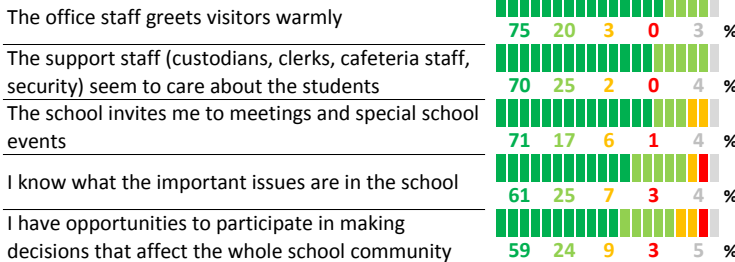 The office staff greets visitors warmly
75 20 3 0 3 %
The support staff (custodians, clerks, cafeteria staff,
security) seem to care about the students
70 25 2 0 4 %
The school invites me to meetings and special school
events
71 17 6 1 4 %
I know what the important issues are in the school
61 25 7 3 4 %
I have opportunities to participate in making
decisions that affect the whole school community
59 24 9 3 5 %